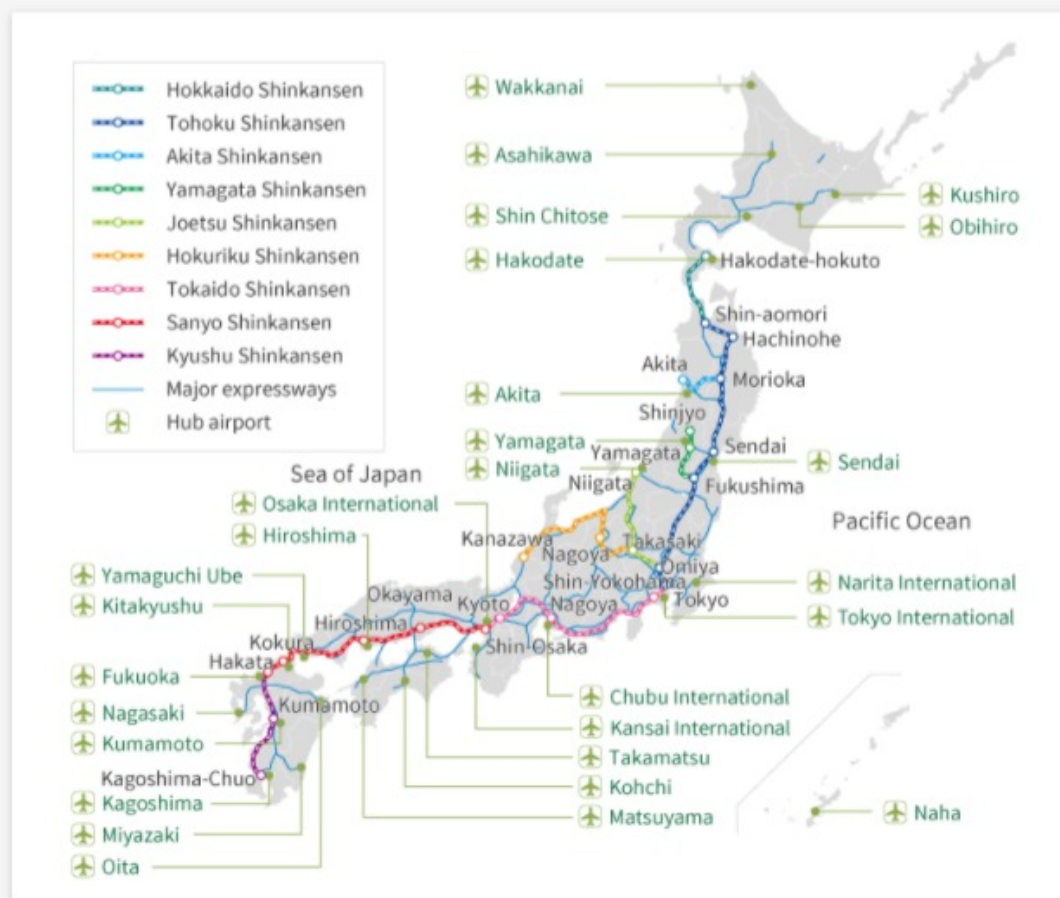 Hokkaido Shinkansen
Tohoku Shinkansen
Akita Shinkansen
Yamagata Shinkansen
Joetsu Shinkansen
Hokuriku Shinkansen
Tokaido Shinkansen
Sanyo Shinkansen
Kyushu Shinkansen
Major expressways
Hub airport
Wakkanai
Asahikawa
Kushiro
Shin Chitose
Obihiro
Hakodate
Hakodate-hokuto
Shin-aomori
Hachinohe
Akita
Morioka
Akita
Shinjyo
Yamagata
Sendai
Yamagata
Sendai
Niigata
Niigata
Fukushima
Sea of Japan
Osaka International
Pacific Ocean
Hiroshima
Kanazawa
Nagoya
Takasaki
Omiya
Yamaguchi Ube
Shin-Yokohama
Narita International
Kitakyushu
Okayama
Kyoto
Nagoya
Tokyo
Tokyo International
Hiroshima
Kokura
Shin-Osaka
Hakata
Fukuoka
Chubu International
Nagasaki
Kumamoto
Kansai International
Kumamoto
Takamatsu
Kagoshima-Chuo
Kohchi
Kagoshima
Matsuyama
Naha
Miyazaki
Oita